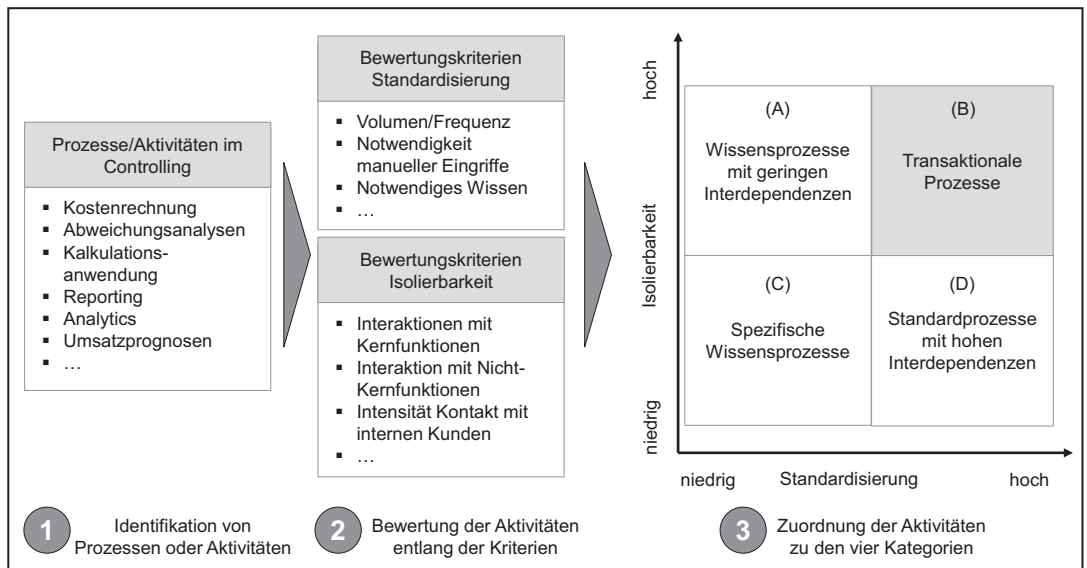 Prozesse/Aktivitäten im
Controlling
▪ Kostenrechnung
▪ Abweichungsanalysen
▪ Kalkulations-
anwendung
▪ Reporting
▪ Analytics
▪ Umsatzprognosen
▪ …
Bewertungskriterien
Standardisierung
▪ Volumen/Frequenz
▪ Notwendigkeit
manueller Eingriffe
▪ Notwendiges Wissen
▪ …
Bewertungskriterien
Isolierbarkeit
▪ Interaktionen mit
Kernfunktionen
▪ Interaktion mit Nicht-
Kernfunktionen
▪ Intensität Kontakt mit
internen Kunden
▪ …
hoch
Isolierbarkeit
niedrig
(A)
Wissensprozesse
mit geringen
Interdependenzen
(B)
Transaktionale
Prozesse
(C)
Spezifische
Wissensprozesse
(D)
Standardprozesse
mit hohen
Interdependenzen
niedrig Standardisierung hoch
1
Identifikation von
Prozessen oder Aktivitäten
2
Bewertung der Aktivitäten
entlang der Kriterien
3
Zuordnung der Aktivitäten
zu den vier Kategorien